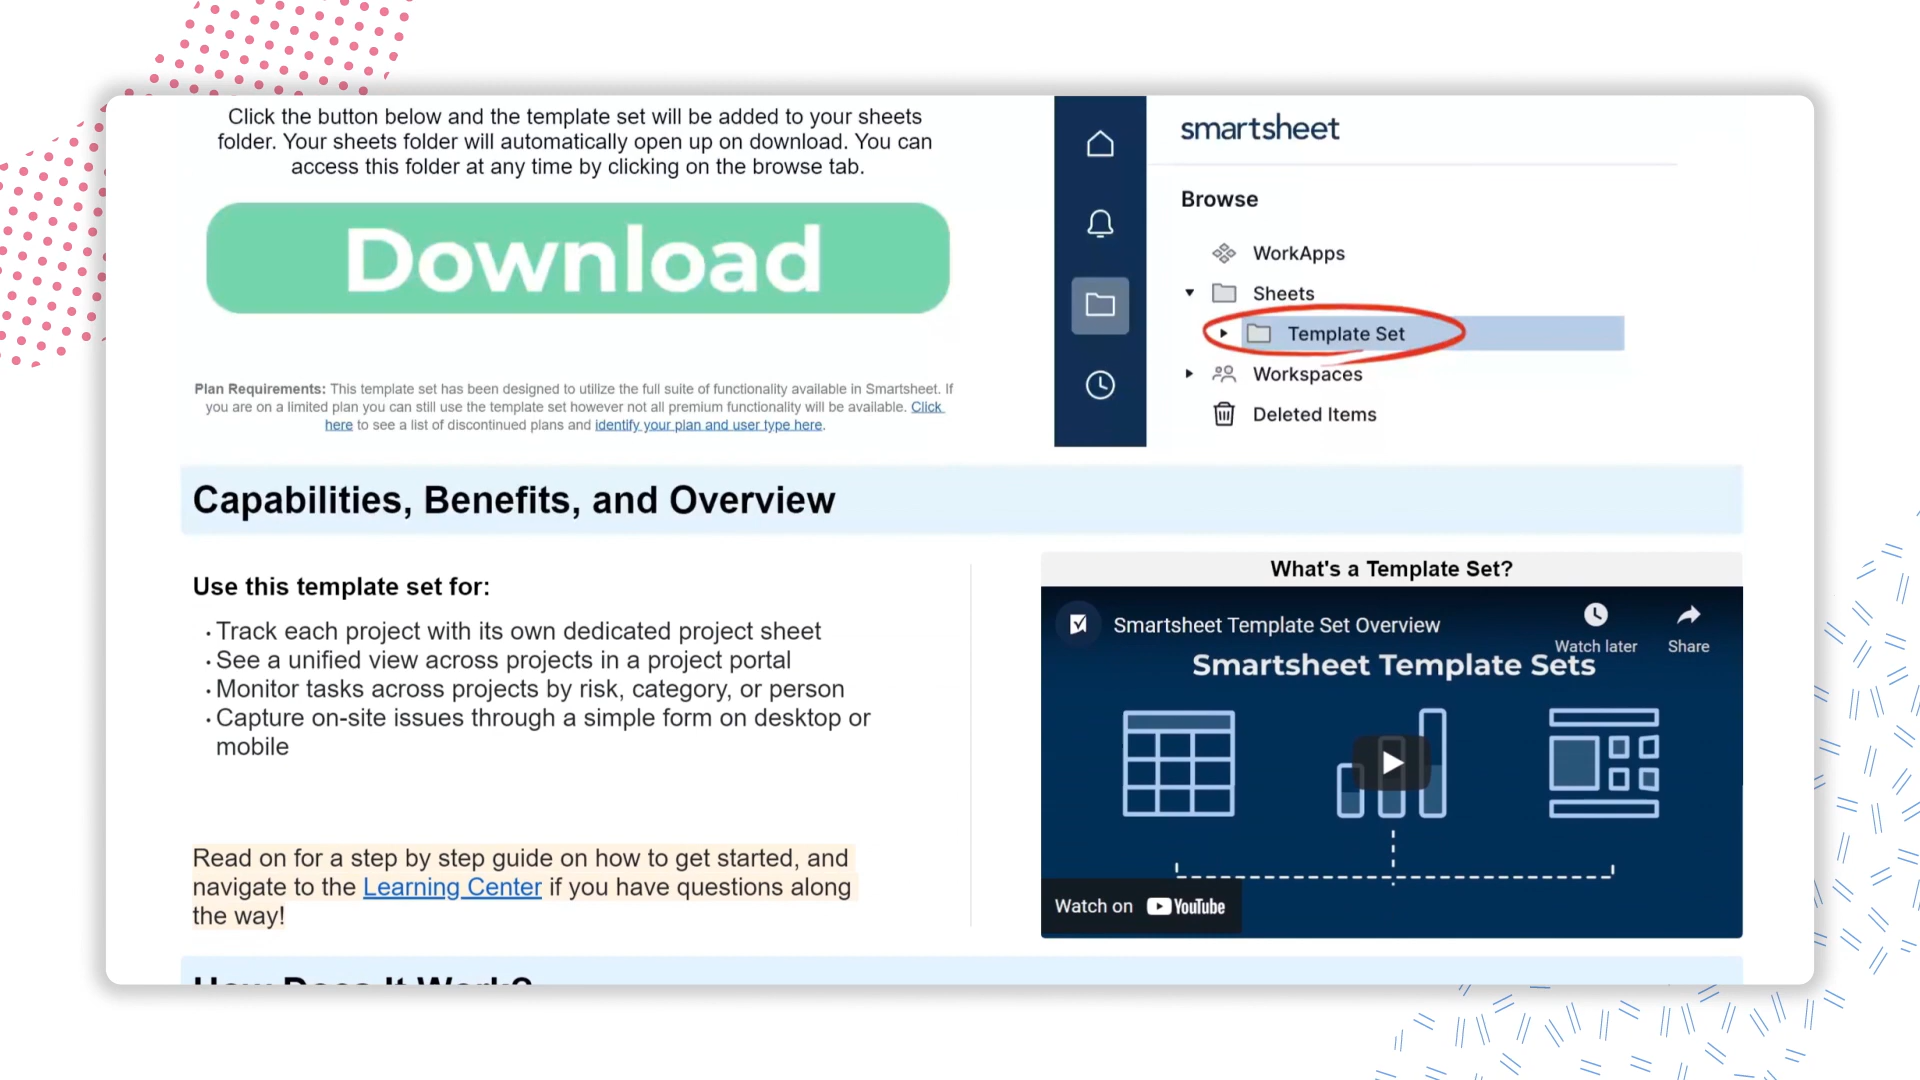 Click the button below and the template set will be added to your sheets
folder. Your sheets folder will automatically open up on download. You can
access this folder at any time by clicking on the browse tab.
Download
Plan Requirements: This template set has been designed to utilize the full suite of functionality available in Smartsheet. If
you are on a limited plan you can still use the template set however not all premium functionality will be available. Click
here to see a list of discontinued plans and identify your plan and user type here.
smartsheet
Browse
WorkApps
Sheets
Template Set
Workspaces
Deleted Items
Capabilities, Benefits, and Overview
Use this template set for:
· Track each project with its own dedicated project sheet
· See a unified view across projects in a project portal
· Monitor tasks across projects by risk, category, or person
· Capture on-site issues through a simple form on desktop or
mobile
Read on for a step by step guide on how to get started, and
navigate to the Learning Center if you have questions along
the way!
What's a Template Set?
Smartsheet Template Set Overview
Watch later
Share
Smartsheet Template Sets
Watch on YouTube
How Does It Work?